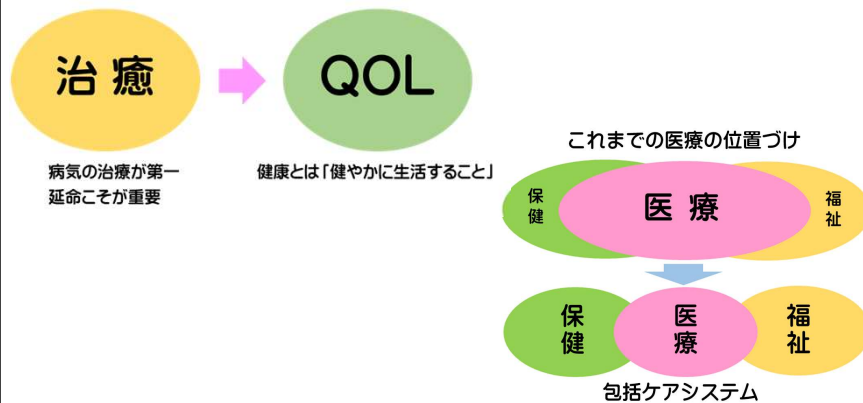 治癒
QOL
病気の治療が第一
延命こそが重要
健康とは「健やかに生活すること」
これまでの医療の位置づけ
保健
医療
福祉
保健
医療
福祉
包括ケアシステム